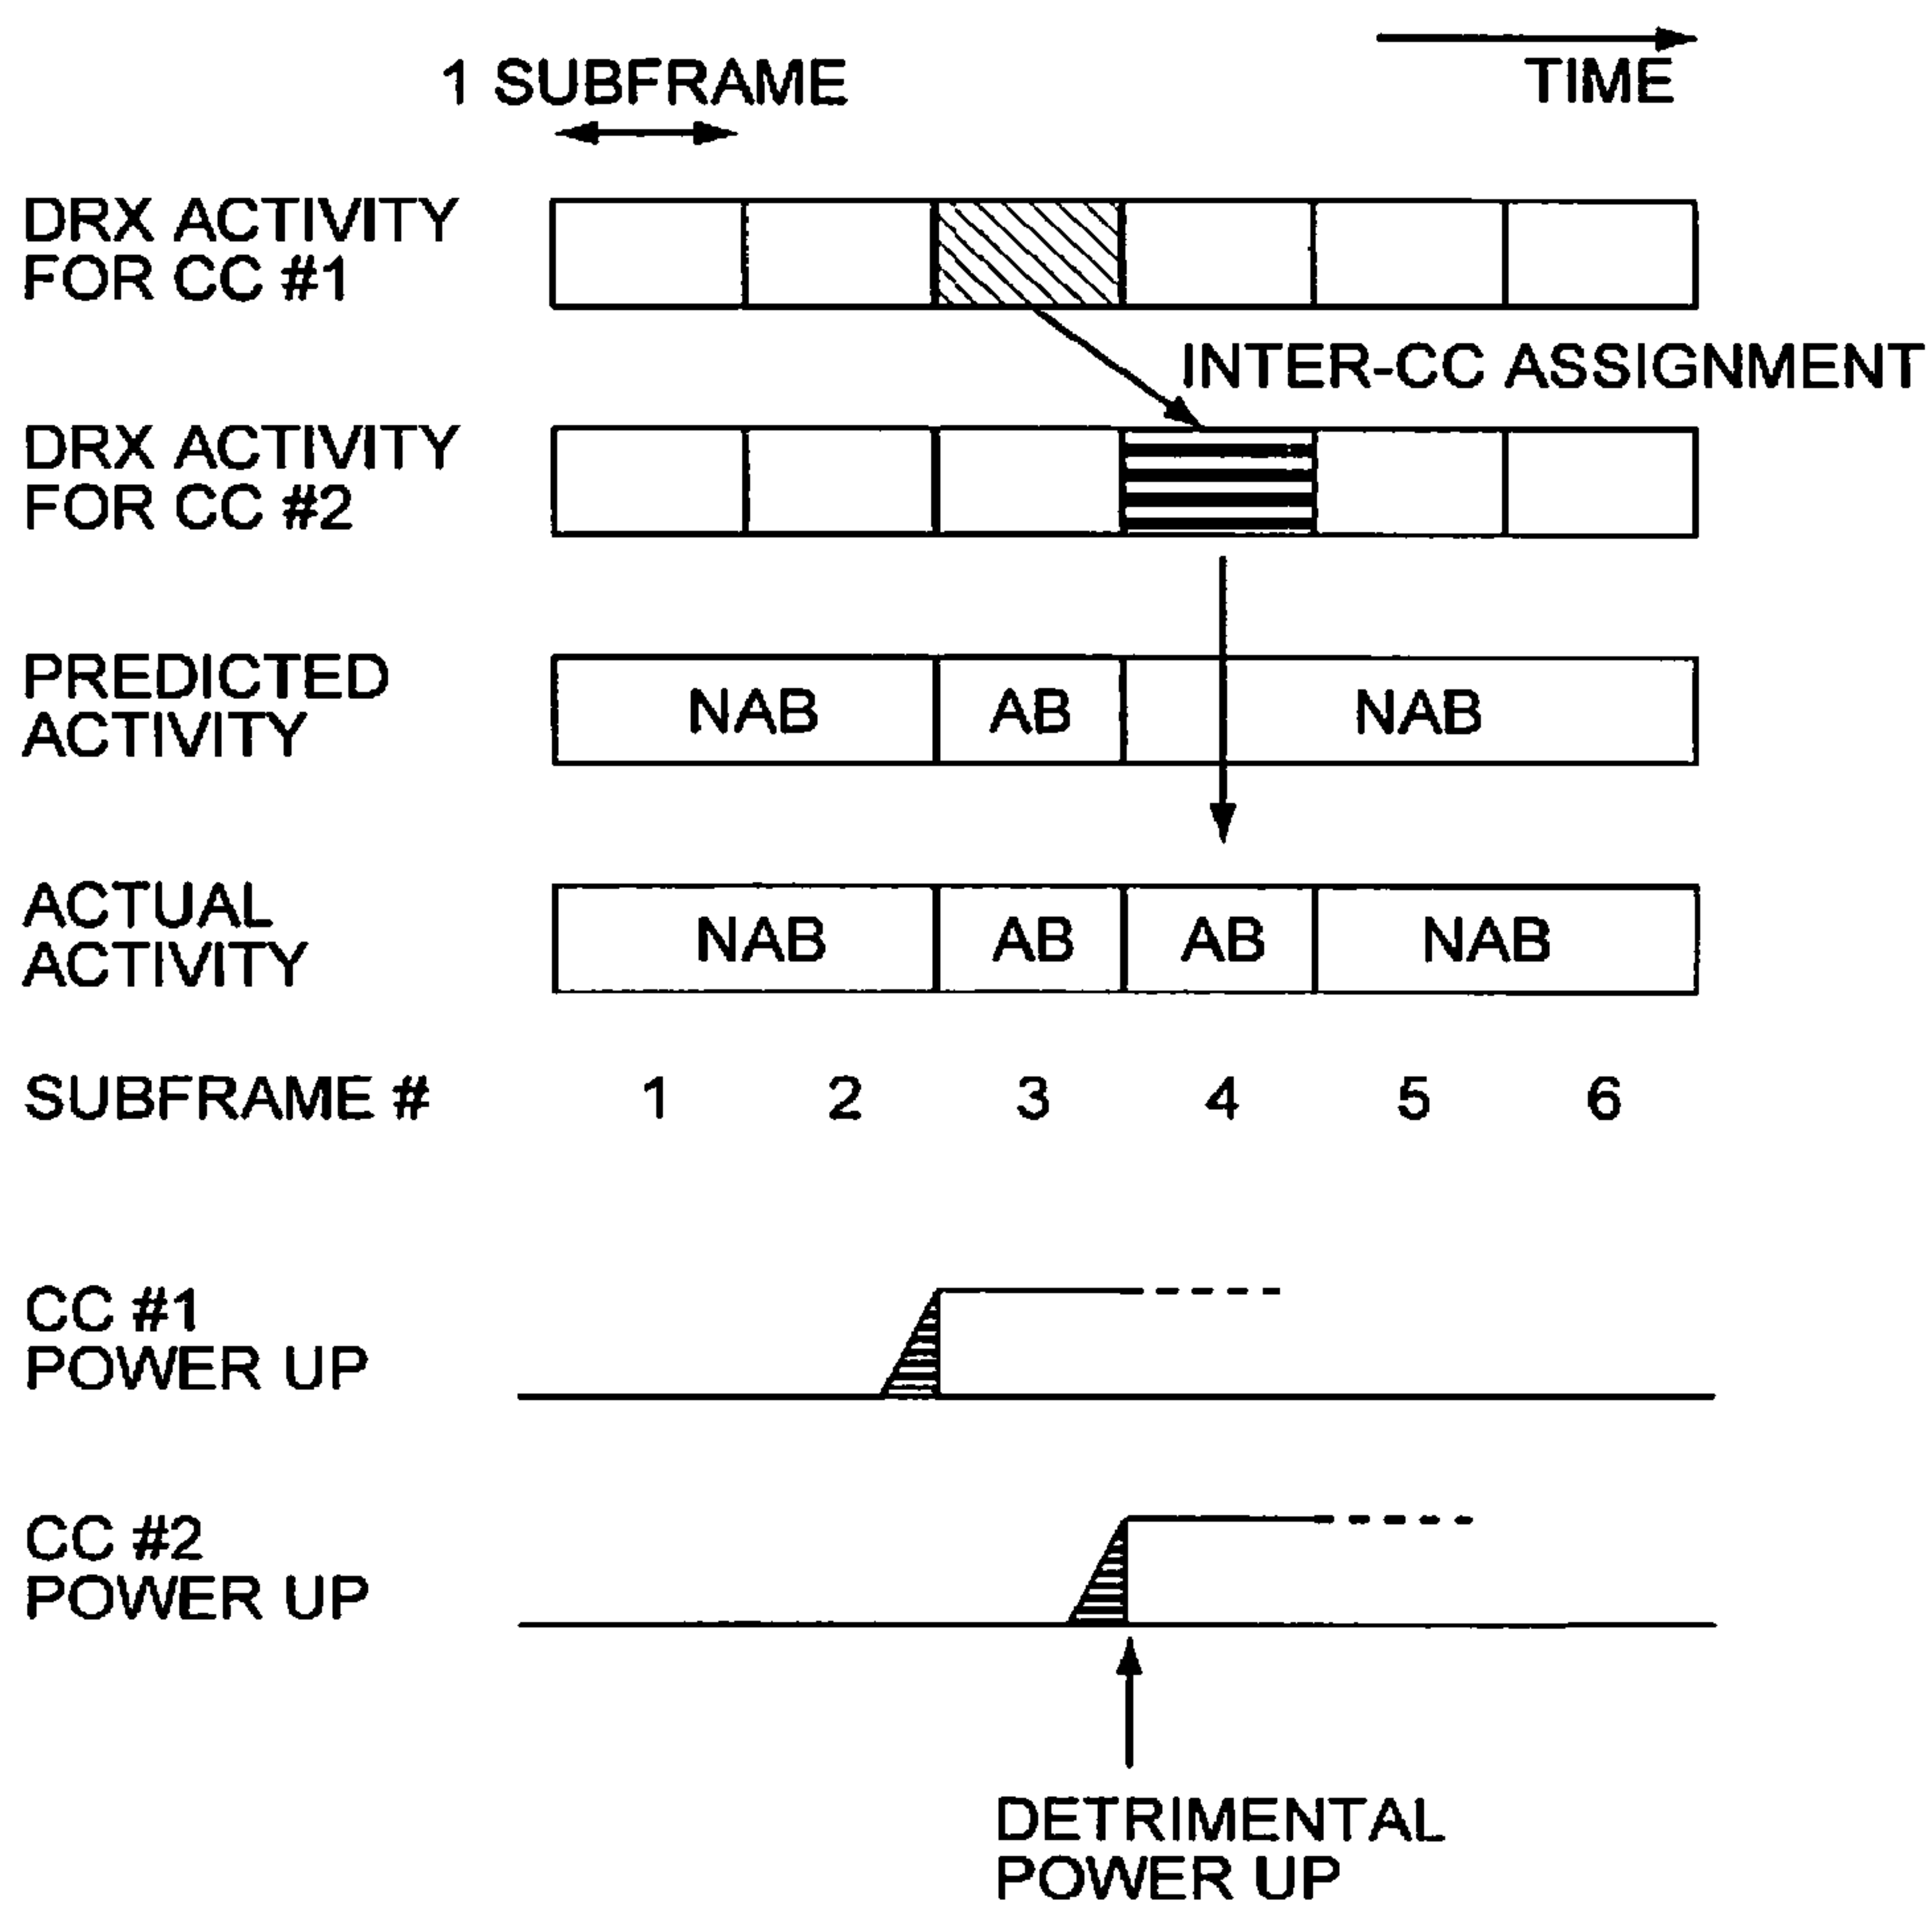 1 SUBFRAME
TIME
DRX ACTIVITY
FOR CC #1
INTER-CC ASSIGNMENT
DRX ACTIVITY
FOR CC #2
PREDICTED
ACTIVITY
NAB AB NAB
ACTUAL
ACTIVITY
NAB AB AB NAB
SUBFRAME # 1 2 3 4 5 6
CC #1
POWER UP
CC #2
POWER UP
DETRIMENTAL
POWER UP